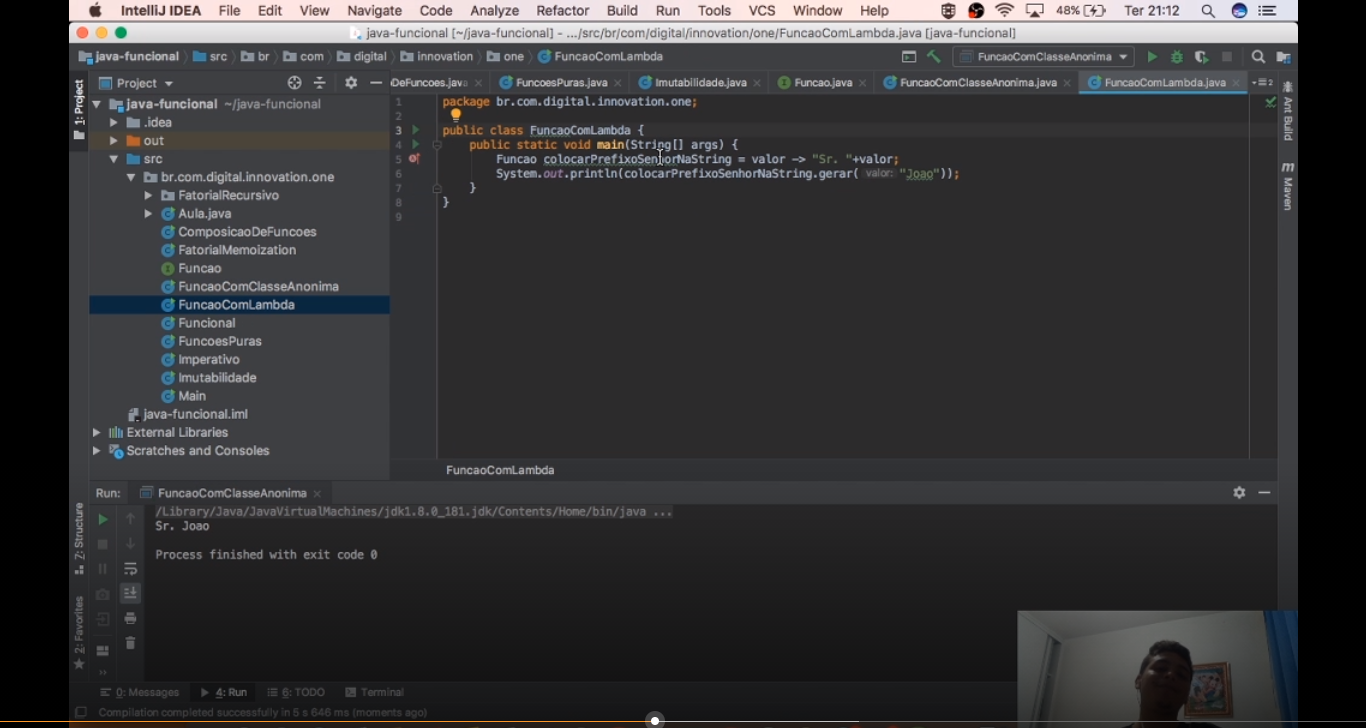 IntelliJ IDEA File Edit View Navigate Code Analyze Refactor Build Run Tools VCS Window Help 48% Ter 21:12
java-funcional [~/java-funcional] - .../src/br/com/digital/innovation/one/FuncaoComLambda.java [java-funcional]
java-funcional src br com digital innovation one FuncaoComLambda FuncaoComClasseAnonima
Project DeFuncoes.java FuncoesPuras.java Imutabilidade.java Funcao.java FuncaoComClasseAnonima.java FuncaoComLambda.java
1: Project
java-funcional ~/java-funcional
.idea
out
src
br.com.digital.innovation.one
FatorialRecursivo
Aula.java
ComposicaoDeFuncoes
FatorialMemoization
Funcao
FuncaoComClasseAnonima
FuncaoComLambda
Funcional
FuncoesPuras
Imperativo
Imutabilidade
Main
java-funcional.iml
External Libraries
Scratches and Consoles
1 package br.com.digital.innovation.one;
2
3 public class FuncaoComLambda {
4 public static void main(String[] args) {
5 Funcao colocarPrefixoSenhorNaString = valor -> "Sr. "+valor;
6 System.out.println(colocarPrefixoSenhorNaString.gerar( valor: "Joao"));
7 }
8 }
9
FuncaoComLambda
Ant Build
Maven
Run: FuncaoComClasseAnonima
/Library/Java/JavaVirtualMachines/jdk1.8.0_181.jdk/Contents/Home/bin/java ...
Sr. Joao
Process finished with exit code 0
Z: Structure
2: Favorites
0: Messages 4: Run 6: TODO Terminal
Compilation completed successfully in 5 s 646 ms (moments ago)